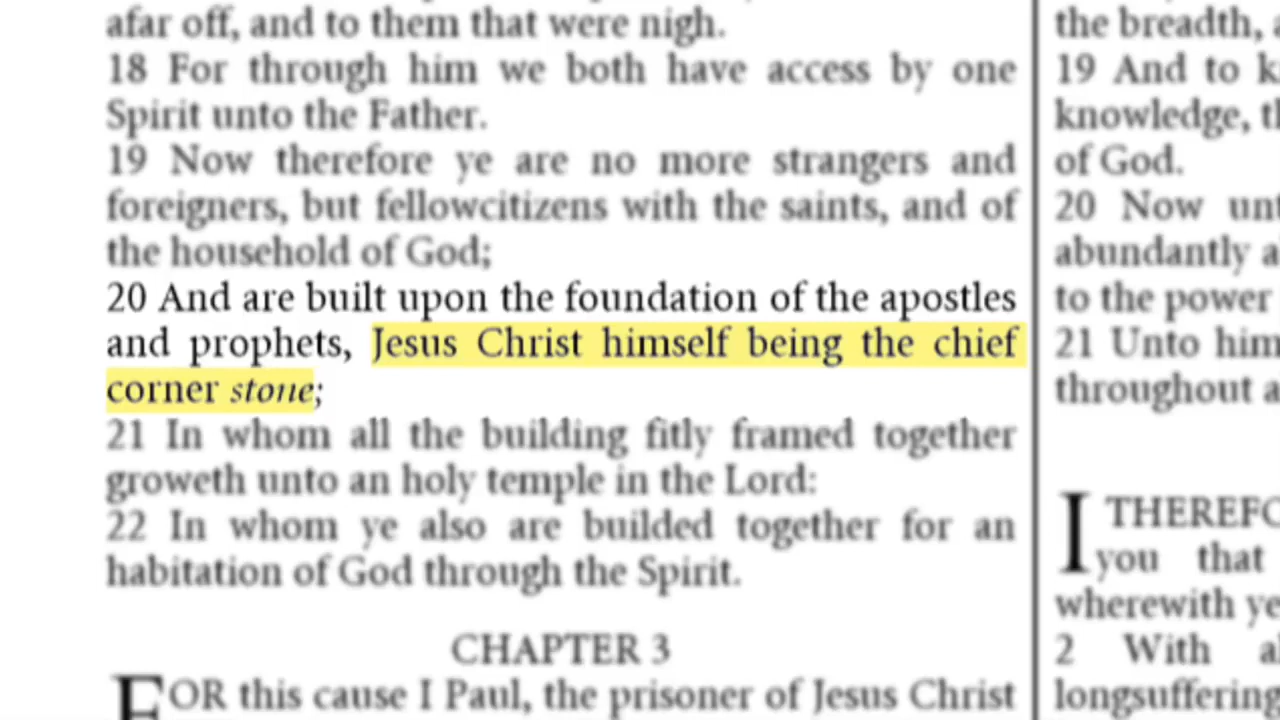 afar off, and to them that were nigh.
18 For through him we both have access by one
Spirit unto the Father.
19 Now therefore ye are no more strangers and
foreigners, but fellowcitizens with the saints, and of
the household of God;
20 And are built upon the foundation of the apostles
and prophets, Jesus Christ himself being the chief
corner stone;
21 In whom all the building fitly framed together
groweth unto an holy temple in the Lord:
22 In whom ye also are builded together for an
habitation of God through the Spirit.
CHAPTER 3
FOR this cause I Paul, the prisoner of Jesus Christ
the breadth,
19 And to
knowledge,
of God.
20 Now
abundantly
to the power
21 Unto him
throughout
I THEREFO
you that
wherewith ye
2 With
longsuffering